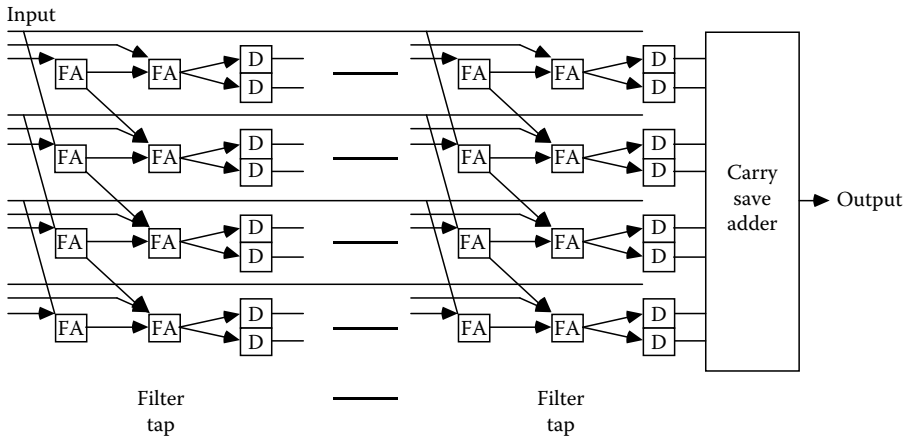 Input
FA FA D D FA FA D D
FA FA D D FA FA D D
Carry
save
adder
Output
FA FA D D FA FA D D
FA FA D D FA FA D D
Filter
tap
Filter
tap